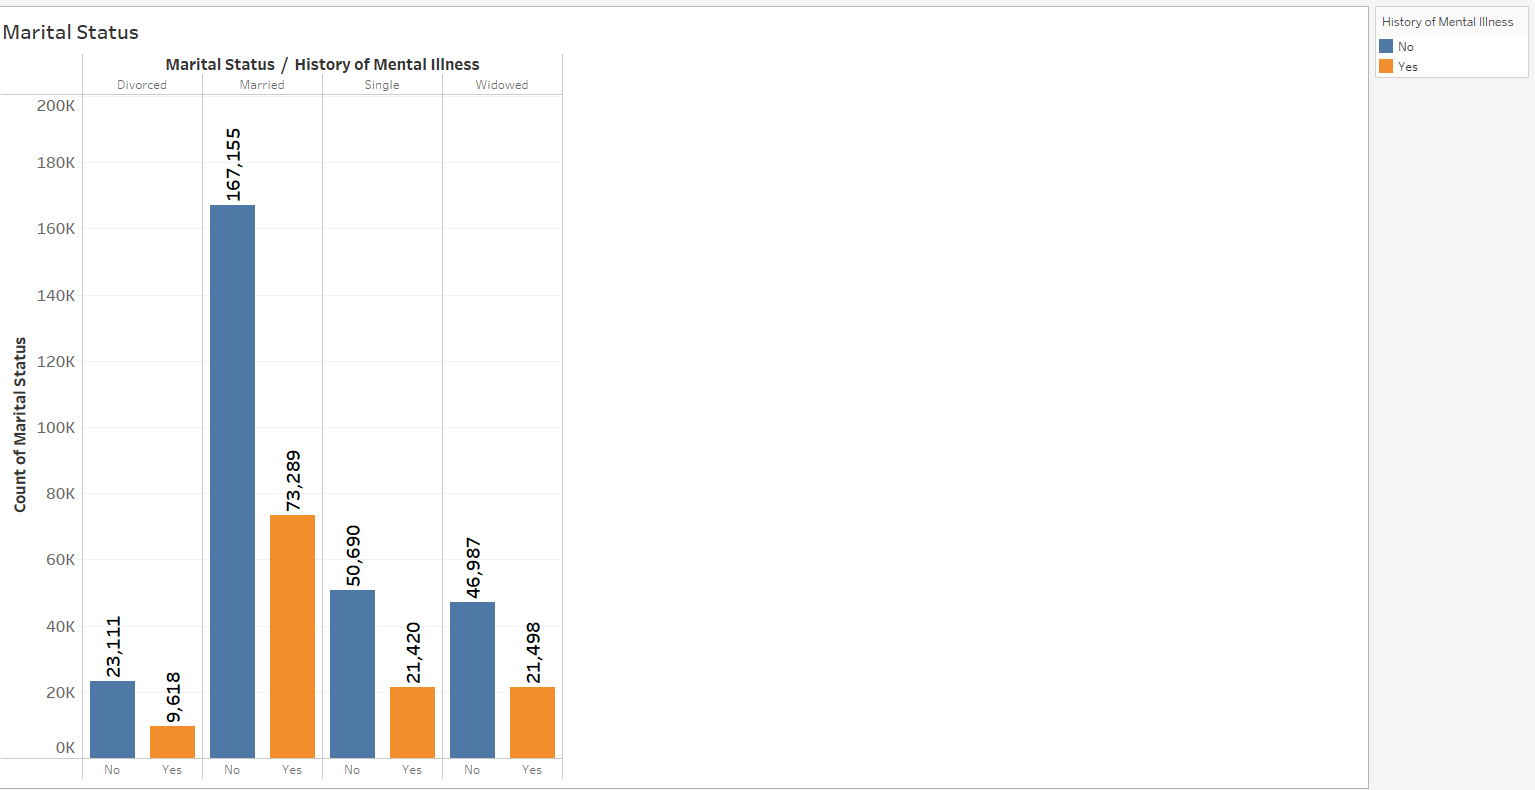 Marital Status
Marital Status / History of Mental Illness
Divorced Married Single Widowed
200K
180K
160K
140K
120K
100K
80K
60K
40K
20K
0K
Count of Marital Status
23,111
9,618
167,155
73,289
50,690
21,420
46,987
21,498
No Yes No Yes No Yes No Yes
History of Mental Illness
No
Yes